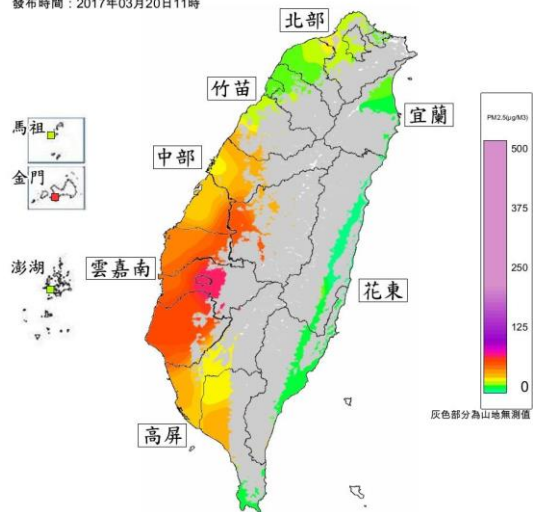 發布時間：2017年03月20日11時
北部
竹苗
宜蘭
馬祖
中部
金門
澎湖
雲嘉南
花東
高屏
PM2.5(μg/M3)
500
375
250
125
0
灰色部分為山地無測值